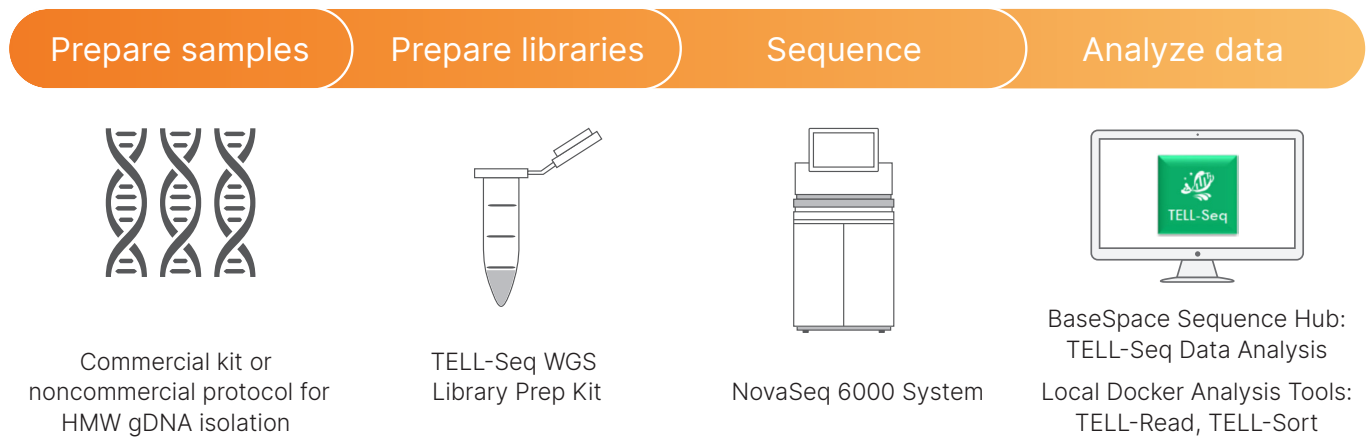 Prepare samples
Prepare libraries
Sequence
Analyze data
TELL-Seq
Commercial kit or
noncommercial protocol for
HMW gDNA isolation
TELL-Seq WGS
Library Prep Kit
NovaSeq 6000 System
BaseSpace Sequence Hub:
TELL-Seq Data Analysis
Local Docker Analysis Tools:
TELL-Read, TELL-Sort